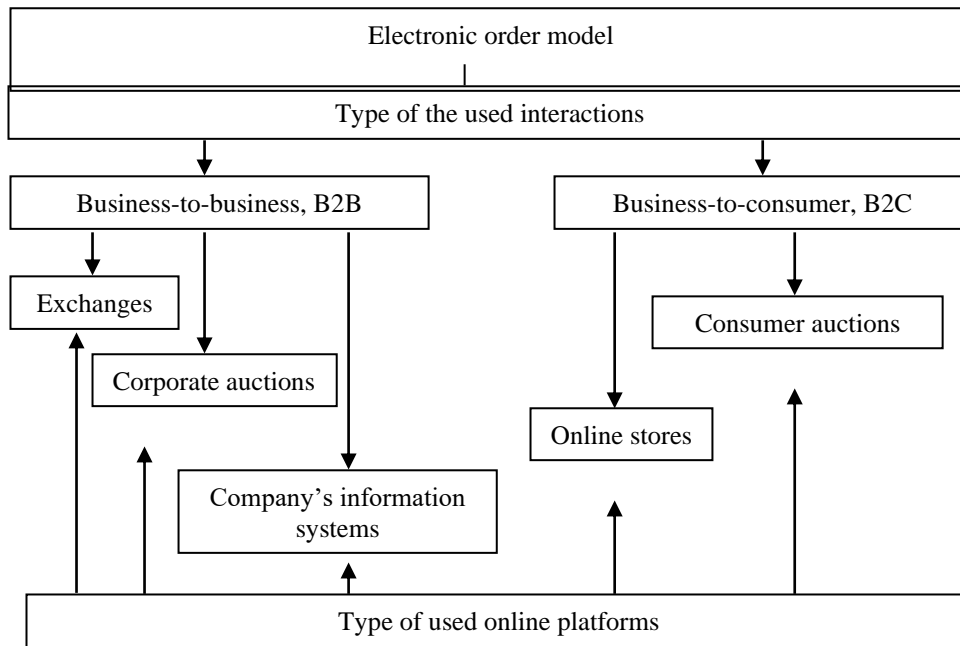 Electronic order model
Type of the used interactions
Business-to-business, B2B
Business-to-consumer, B2C
Exchanges
Consumer auctions
Corporate auctions
Online stores
Company’s information
systems
Type of used online platforms